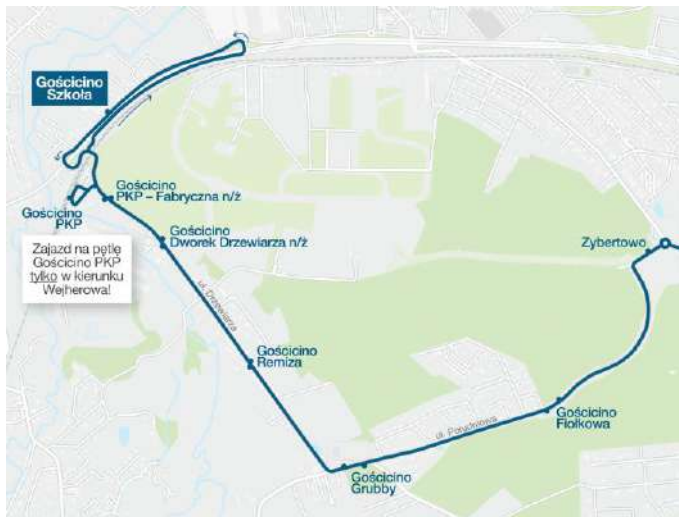 Gościcino
Szkoła
Gościcino
PKP – Fabryczna n/ż
Gościcino
PKP
Gościcino
Dworek Drzewiarza n/ż
Zajazd na pętlę
Gościcino PKP
tylko w kierunku
Wejherowa!
Zybertowo
ul. Drzewiarza
Gościcino
Remiza
Gościcino
Fiołkowa
ul. Południowa
Gościcino
Grubby